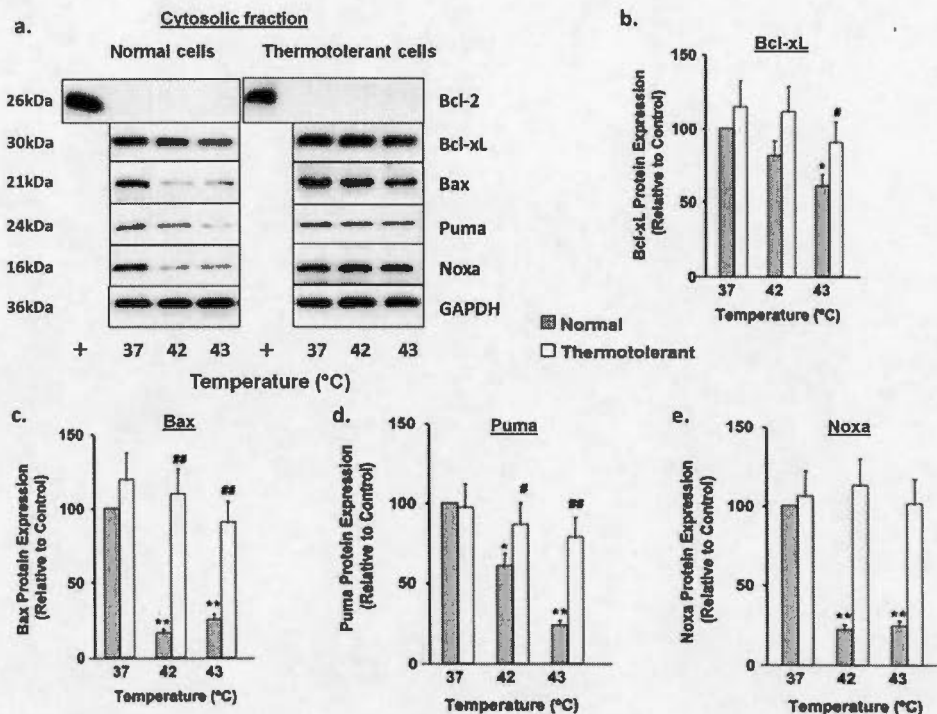 a.
Cytosolic fraction
Normal cells Thermotolerant cells
26kDa Bcl-2
30kDa Bcl-xL
21kDa Bax
24kDa Puma
16kDa Noxa
36kDa GAPDH
+ 37 42 43 + 37 42 43
Temperature (°C)
b.
Bcl-xL
Bcl-xL Protein Expression
(Relative to Control)
150
100
50
0
*
#
37 42 43
Temperature (°C)
Normal
Thermotolerant
c.
Bax
Bax Protein Expression
(Relative to Control)
150
100
50
0
**
##
**
##
37 42 43
Temperature (°C)
d.
Puma
Puma Protein Expression
(Relative to Control)
150
100
50
0
*
#
**
##
37 42 43
Temperature (°C)
e.
Noxa
Noxa Protein Expression
(Relative to Control)
150
100
50
0
**
**
37 42 43
Temperature (°C)